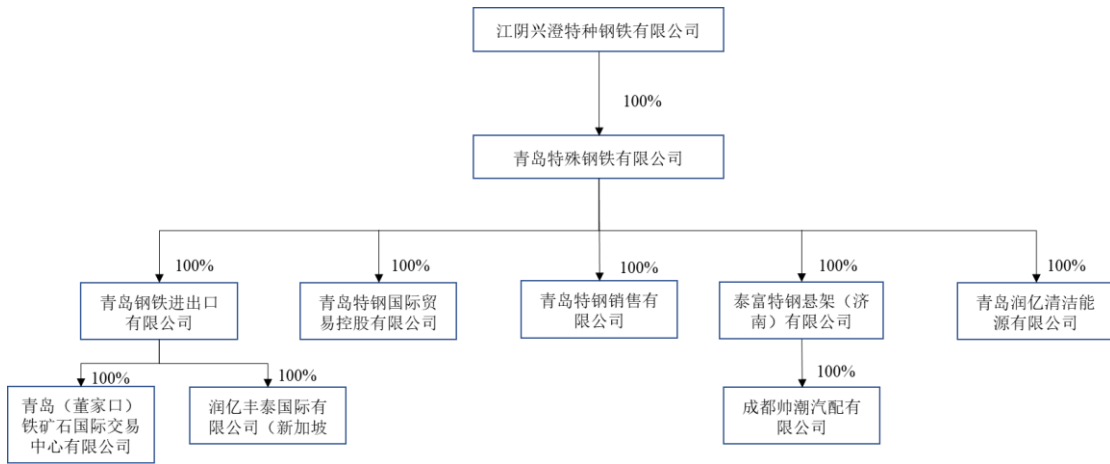 江阴兴澄特种钢铁有限公司
100%
青岛特殊钢铁有限公司
100%
100%
100%
100%
100%
青岛钢铁进出口
有限公司
青岛特钢国际贸
易控股有限公司
青岛特钢销售有
限公司
泰富特钢悬架（济
南）有限公司
青岛润亿清洁能
源有限公司
100%
100%
100%
青岛（董家口）
铁矿石国际交易
中心有限公司
润亿丰泰国际有
限公司（新加坡
成都帅潮汽配有
限公司